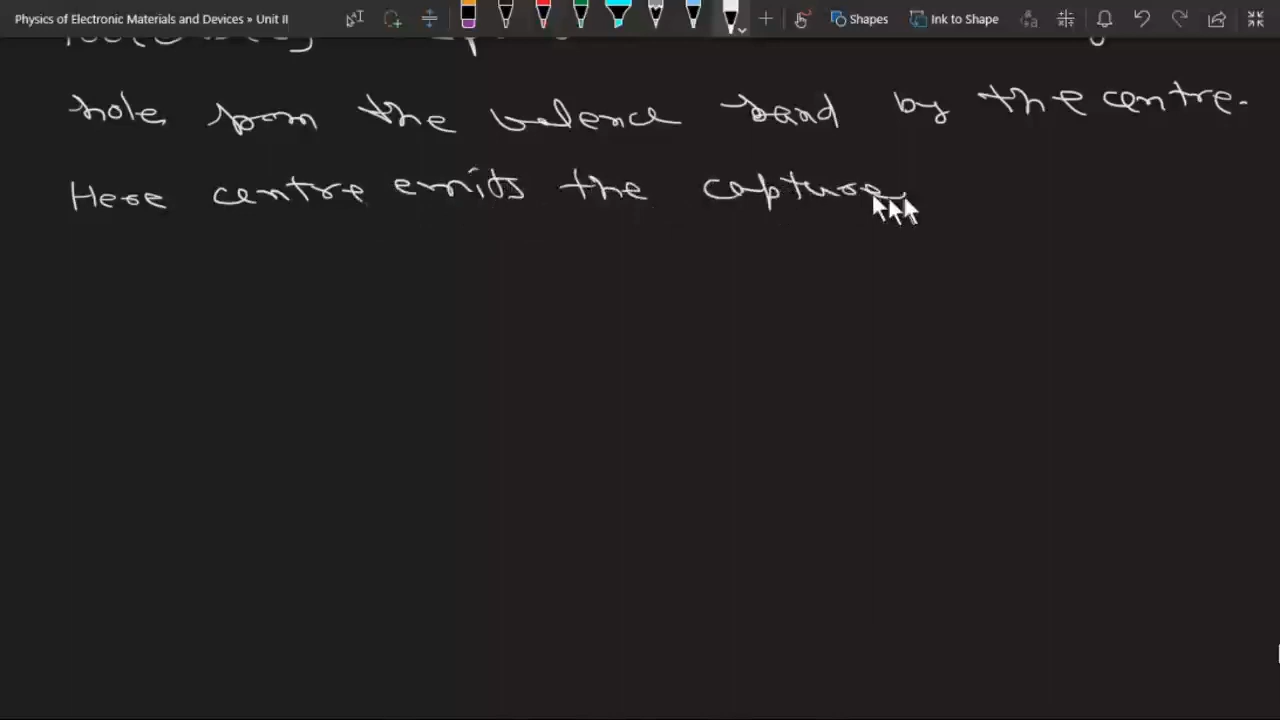 Physics of Electronic Materials and Devices » Unit II
Shapes
Ink to Shape
hole from the valence band by the centre.
Here centre emits the capture